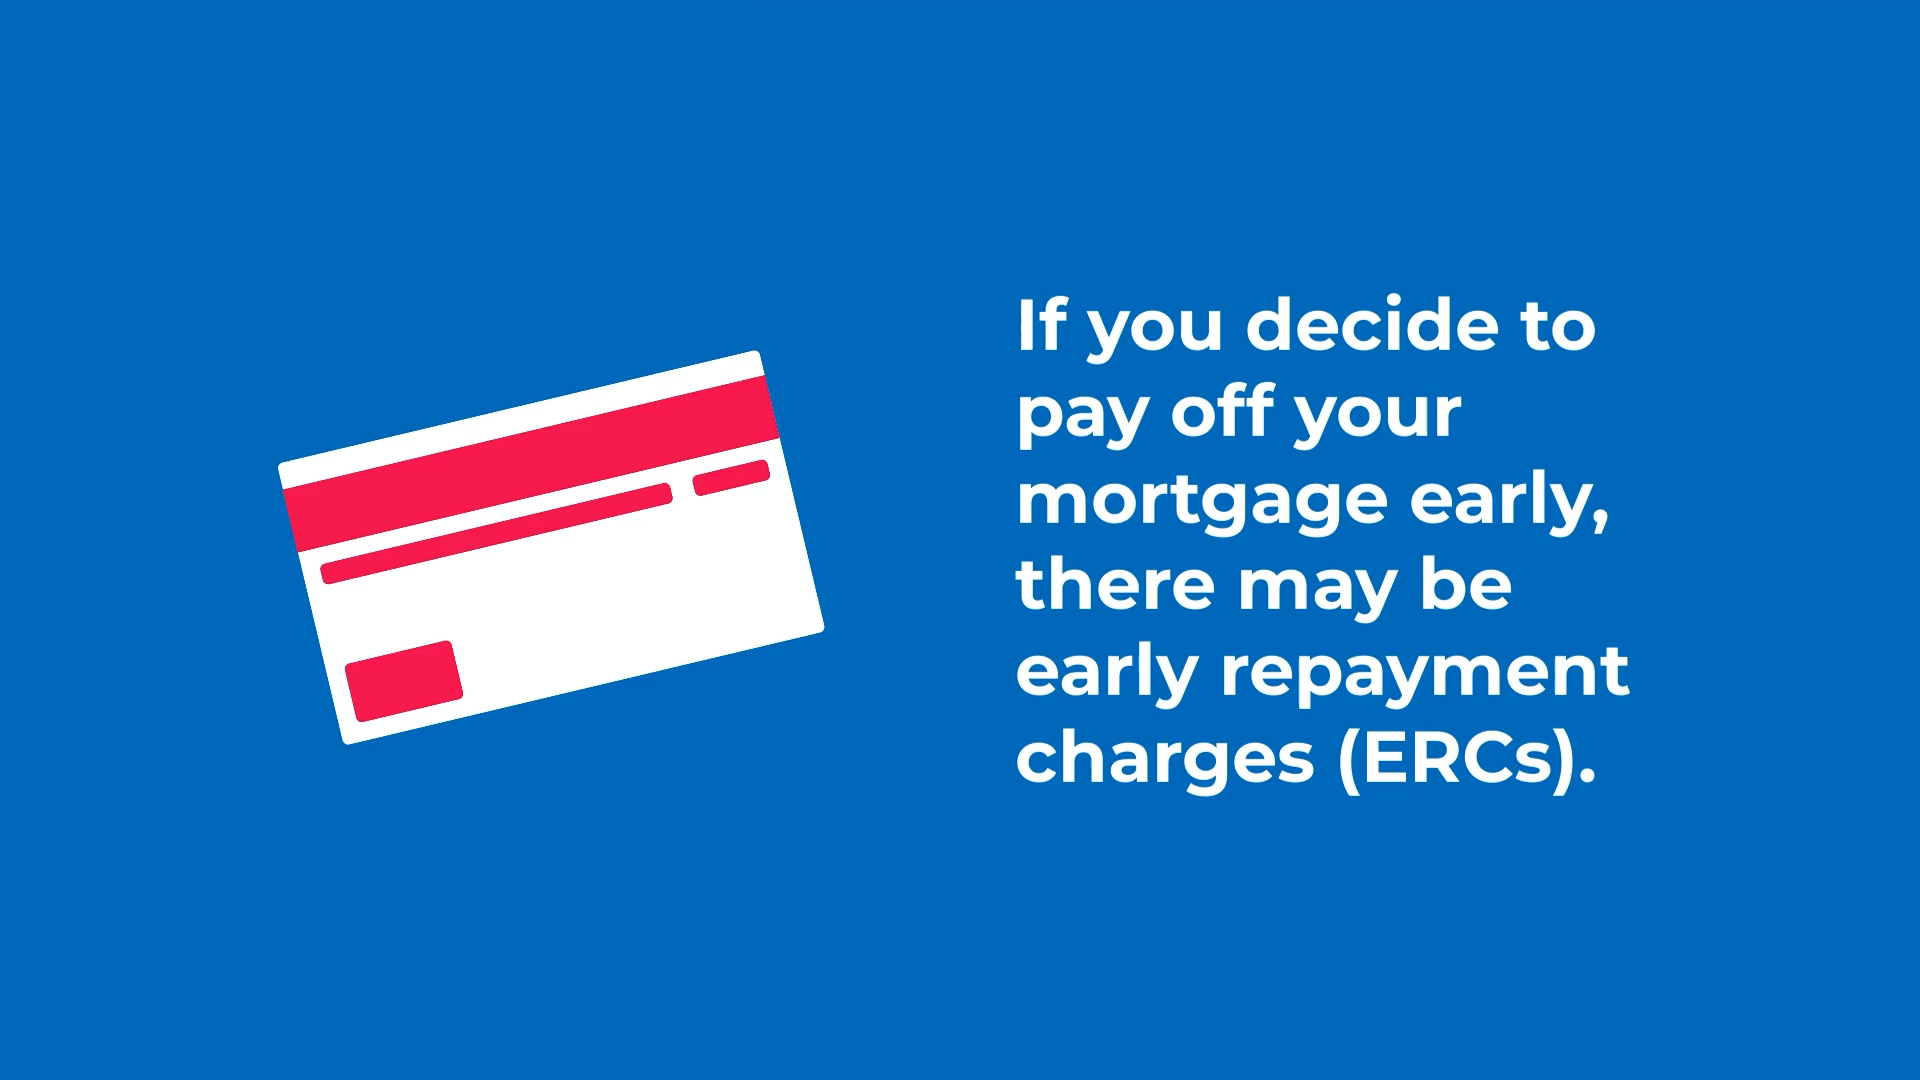 If you decide to
pay off your
mortgage early,
there may be
early repayment
charges (ERCs).